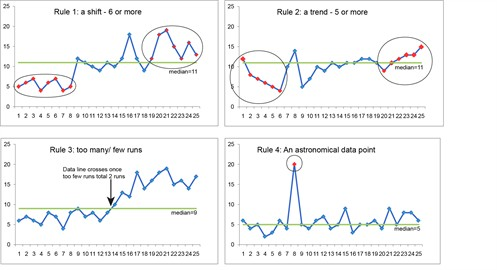 Rule 1: a shift - 6 or more
25
20
15
10
5
0
median=11
1 2 3 4 5 6 7 8 9 10 11 12 13 14 15 16 17 18 19 20 21 22 23 24 25
Rule 2: a trend - 5 or more
25
20
15
10
5
0
median=11
1 2 3 4 5 6 7 8 9 10 11 12 13 14 15 16 17 18 19 20 21 22 23 24 25
Rule 3: too many/ few runs
Data line crosses once
too few runs total 2 runs
25
20
15
10
5
0
median=9
1 2 3 4 5 6 7 8 9 10 11 12 13 14 15 16 17 18 19 20 21 22 23 24 25
Rule 4: An astronomical data point
25
20
15
10
5
0
median=5
1 2 3 4 5 6 7 8 9 10 11 12 13 14 15 16 17 18 19 20 21 22 23 24 25